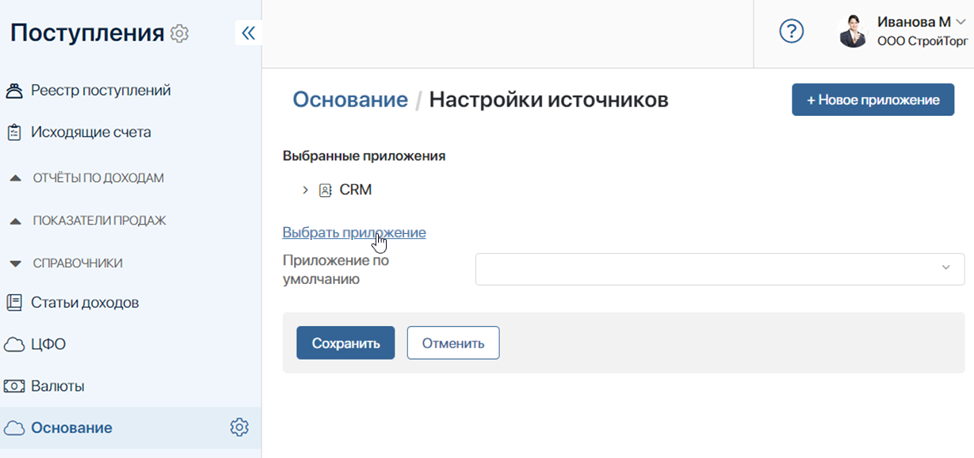 Поступления
Иванова М
ООО СтройТорг
Реестр поступлений
Исходящие счета
ОТЧЁТЫ ПО ДОХОДАМ
ПОКАЗАТЕЛИ ПРОДАЖ
СПРАВОЧНИКИ
Статьи доходов
ЦФО
Валюты
Основание
Основание / Настройки источников
+ Новое приложение
Выбранные приложения
CRM
Выбрать приложение
Приложение по
умолчанию
Сохранить
Отменить